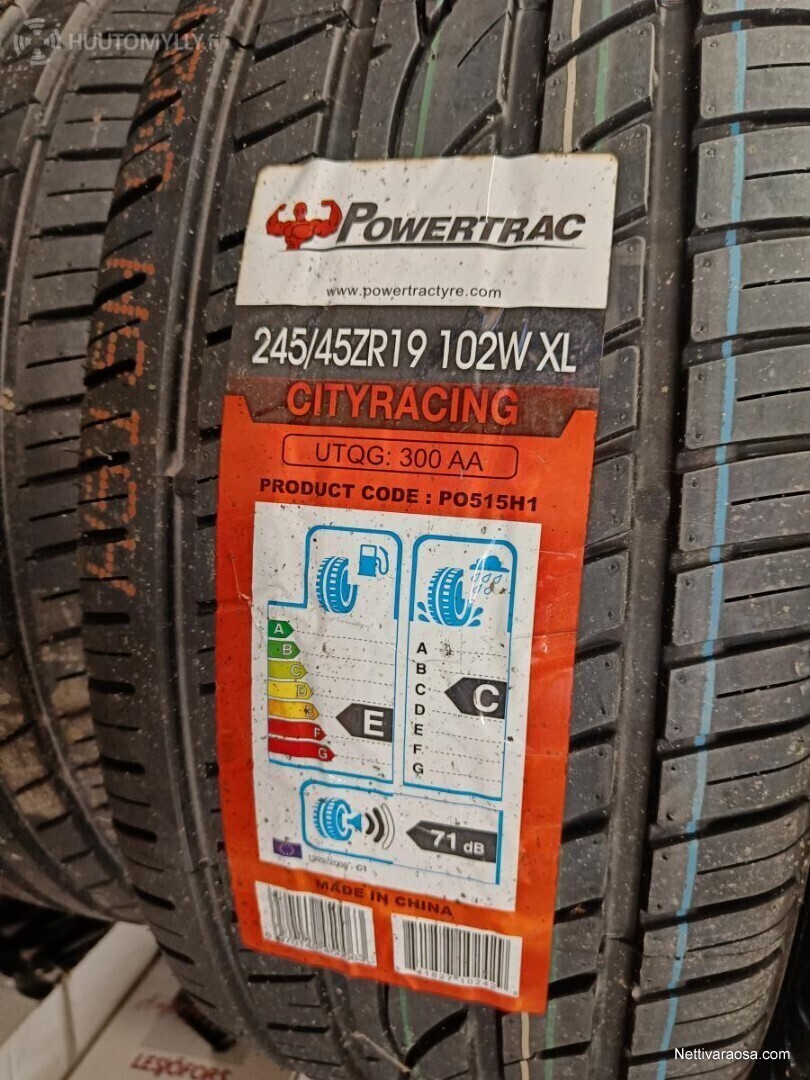 HUUTOMYLLY.fi
POWERTRAC
www.powertractyre.com
245/45ZR19 102W XL
CITYRACING
UTQG: 300 AA
PRODUCT CODE : PO515H1
A
B
C
D
E
F
G
E
A
B
C
D
E
F
G
C
71 dB
MADE IN CHINA
LESJÖFORS
Nettivaraosa.com